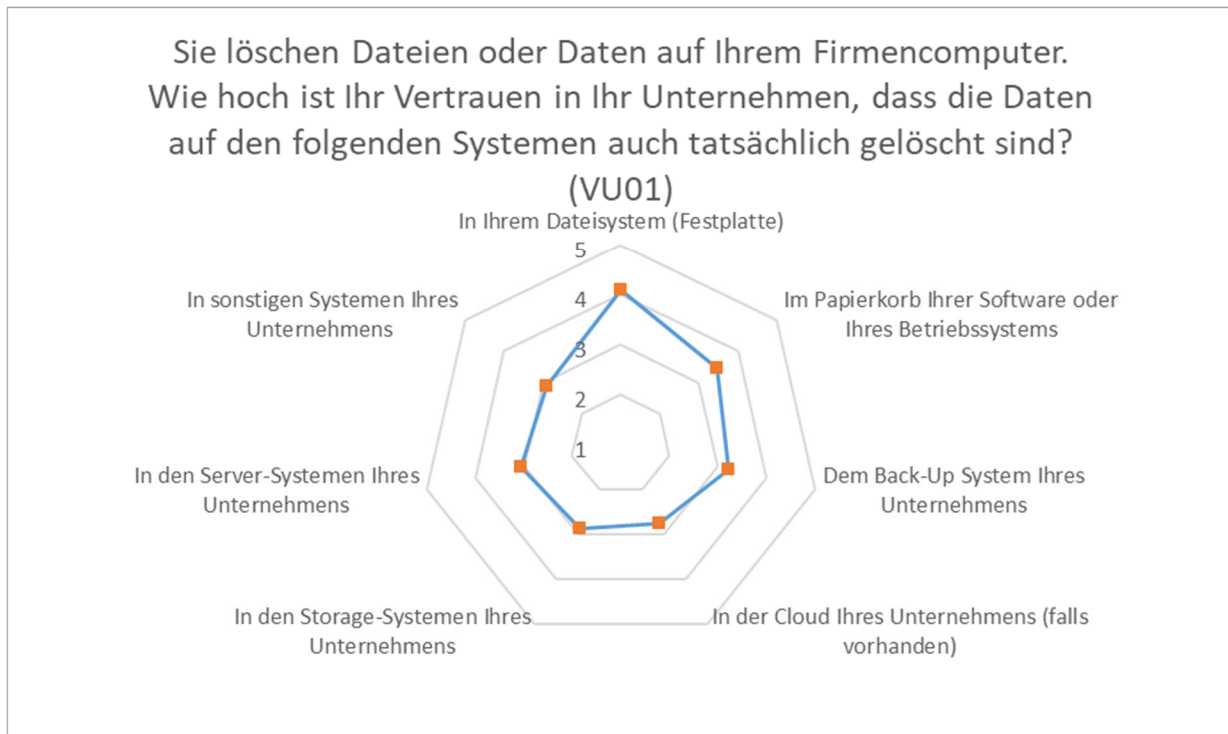 Sie löschen Dateien oder Daten auf Ihrem Firmencomputer.
Wie hoch ist Ihr Vertrauen in Ihr Unternehmen, dass die Daten
auf den folgenden Systemen auch tatsächlich gelöscht sind?
(VU01)
In Ihrem Dateisystem (Festplatte)
5
4
3
2
1
Im Papierkorb Ihrer Software oder
Ihres Betriebssystems
Dem Back-Up System Ihres
Unternehmens
In der Cloud Ihres Unternehmens (falls
vorhanden)
In den Storage-Systemen Ihres
Unternehmens
In den Server-Systemen Ihres
Unternehmens
In sonstigen Systemen Ihres
Unternehmens